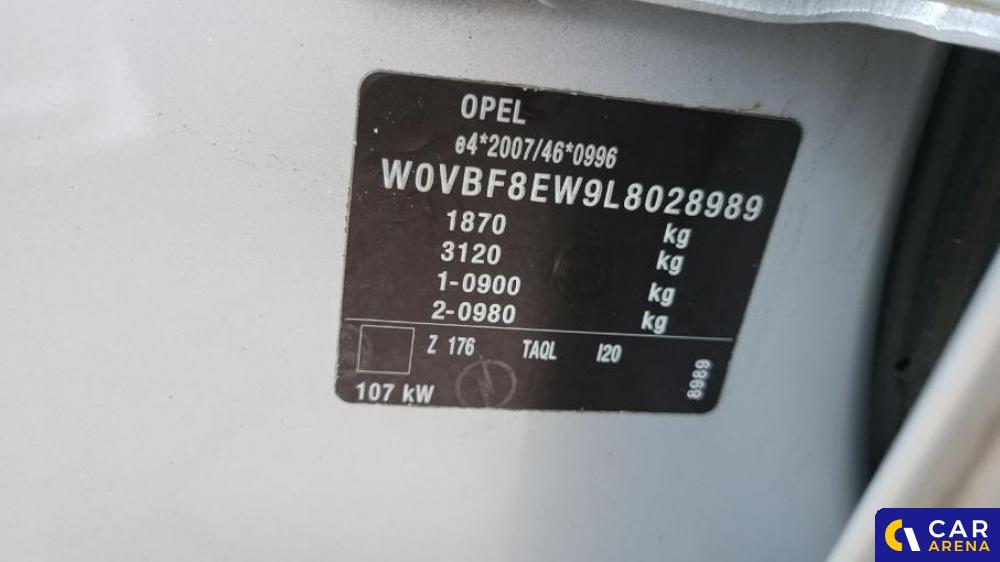 OPEL
e4*2007/46*0996
W0VBF8EW9L8028989
1870 kg
3120 kg
1-0900 kg
2-0980 kg
Z 176 TAQL I20
8989
107 kW
CAR
ARENA